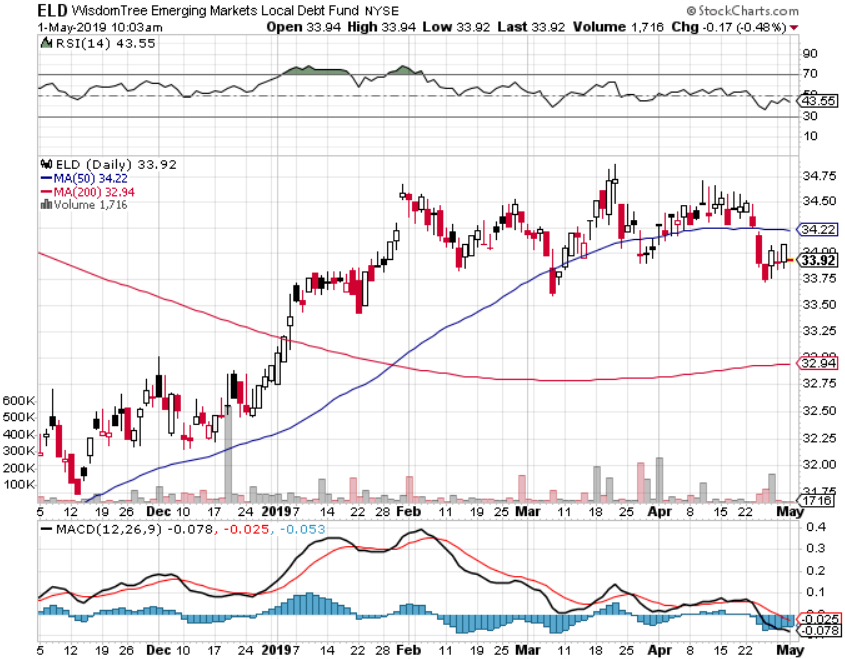 ELD WisdomTree Emerging Markets Local Debt Fund NYSE @StockCharts.com
1-May-2019 10:03am Open 33.94 High 33.94 Low 33.92 Last 33.92 Volume 1,716 Chg -0.17 (-0.48%)
RSI(14) 43.55
90
70
50
43.55
30
10
ELD (Daily) 33.92
MA(50) 34.22
MA(200) 32.94
Volume 1,716
34.75
34.50
34.22
34.00
33.92
33.75
33.50
33.25
33.00
32.94
32.75
32.50
32.25
32.00
31.75
1716
600K
500K
400K
300K
200K
100K
5 12 19 26 Dec 10 17 24 2019 7 14 22 28 Feb 11 19 25 Mar 11 18 25 Apr 8 15 22 May
MACD(12,26,9) -0.078, -0.025, -0.053
0.4
0.3
0.2
0.1
0.0
-0.025
-0.078
5 12 19 26 Dec 10 17 24 2019 7 14 22 28 Feb 11 19 25 Mar 11 18 25 Apr 8 15 22 May